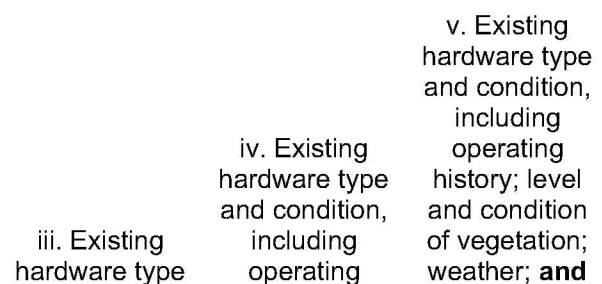 iii. Existing
hardware type
iv. Existing
hardware type
and condition,
including
operating
v. Existing
hardware type
and condition,
including
operating
history; level
and condition
of vegetation;
weather; and